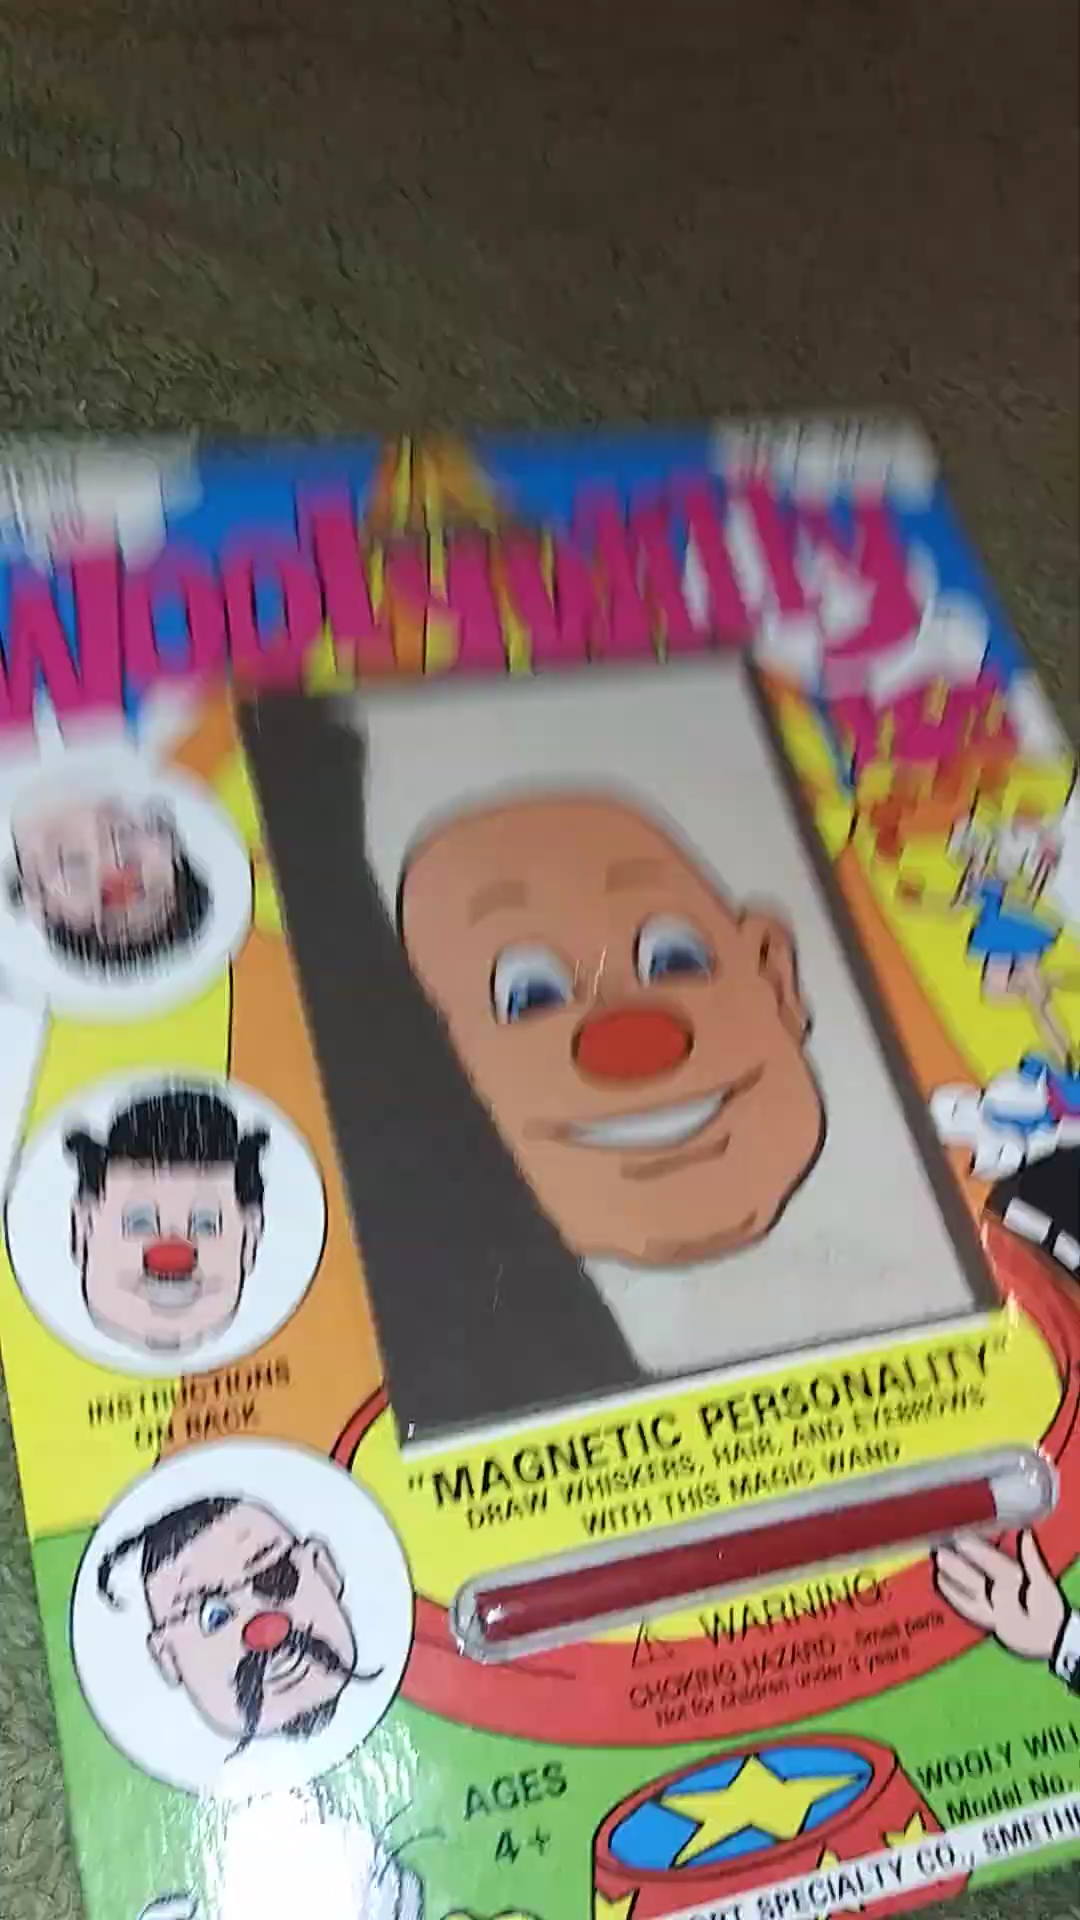 Wooly Willy
INSTRUCTIONS
ON BACK
"MAGNETIC PERSONALITY"
DRAW WHISKERS, HAIR, AND EYEBROWS
WITH THIS MAGIC WAND
WARNING:
CHOKING HAZARD - Small parts
Not for children under 3 years.
AGES
4+
WOOLY WILL
Model No.
SPECIALTY CO., SMETH